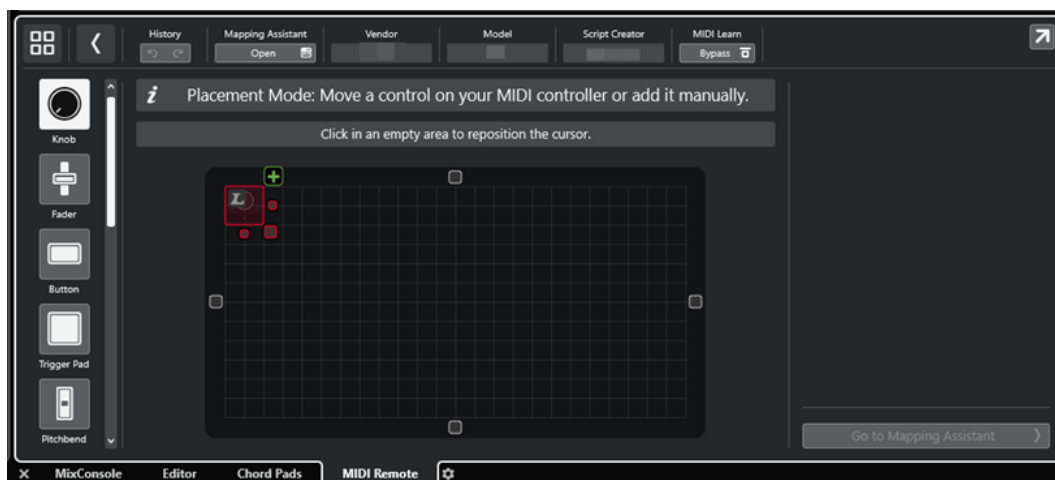 History Mapping Assistant Vendor Model Script Creator MIDI Learn
Open Bypass
i Placement Mode: Move a control on your MIDI controller or add it manually.
Click in an empty area to reposition the cursor.
Knob
L
Fader
Button
Trigger Pad
Pitchbend
Go to Mapping Assistant
MixConsole Editor Chord Pads MIDI Remote